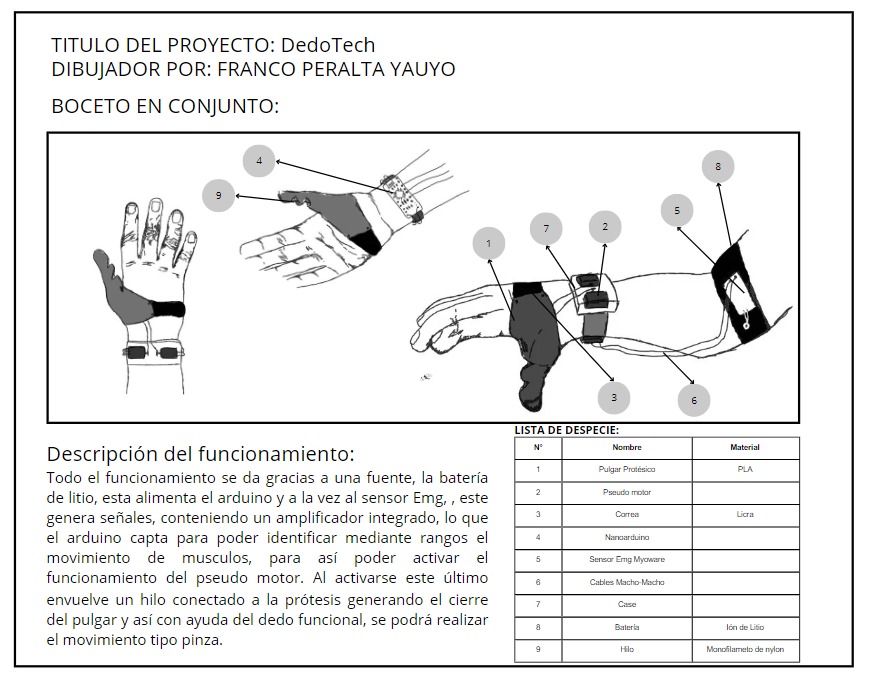 TITULO DEL PROYECTO: DedoTech
DIBUJADOR POR: FRANCO PERALTA YAUYO
BOCETO EN CONJUNTO:
4
9
8
5
2
7
1
3
6
Descripción del funcionamiento:
Todo el funcionamiento se da gracias a una fuente, la batería
de litio, esta alimenta el arduino y a la vez al sensor Emg, , este
genera señales, conteniendo un amplificador integrado, lo que
el arduino capta para poder identificar mediante rangos el
movimiento de musculos, para así poder activar el
funcionamiento del pseudo motor. Al activarse este último
envuelve un hilo conectado a la prótesis generando el cierre
del pulgar y así con ayuda del dedo funcional, se podrá realizar
el movimiento tipo pinza.
LISTA DE DESPECIE:
N° Nombre Material
1 Pulgar Protésico PLA
2 Pseudo motor
3 Correa Licra
4 Nanoarduino
5 Sensor Emg Myoware
6 Cables Macho-Macho
7 Case
8 Batería Ión de Litio
9 Hilo Monofilameto de nylon